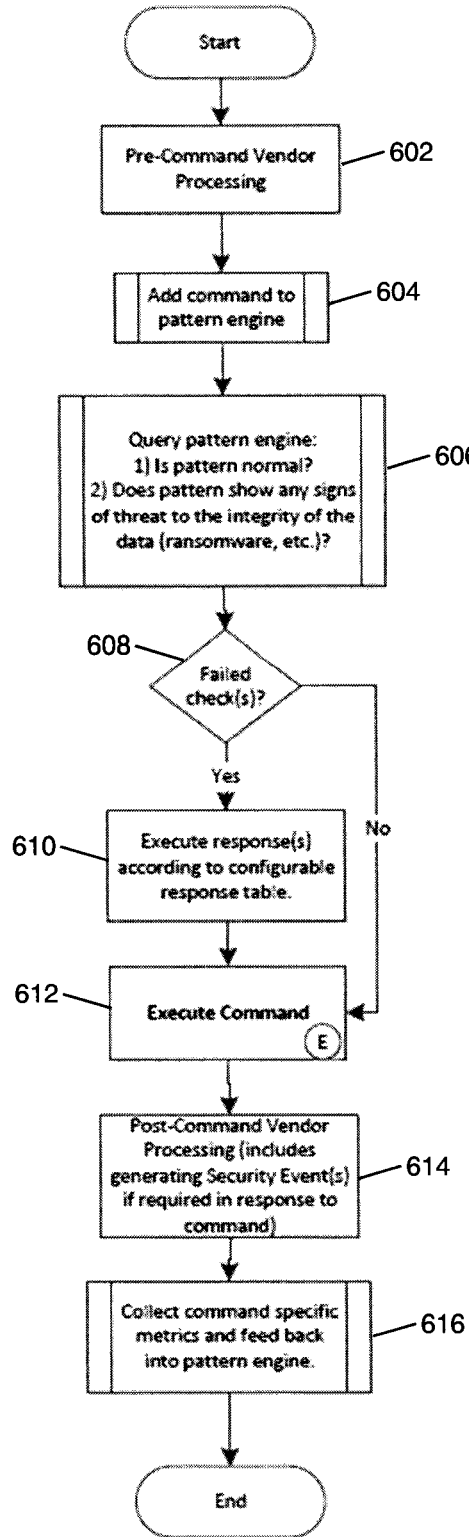 Start
Pre-Command Vendor
Processing
602
Add command to
pattern engine
604
Query pattern engine:
1) Is pattern normal?
2) Does pattern show any signs
of threat to the integrity of the
data (ransomware, etc.)?
606
608
Failed
check(s)?
Yes
No
610
Execute response(s)
according to configurable
response table.
612
Execute Command
E
Post-Command Vendor
Processing (includes
generating Security Event(s)
if required in response to
command)
614
Collect command specific
metrics and feed back
into pattern engine.
616
End